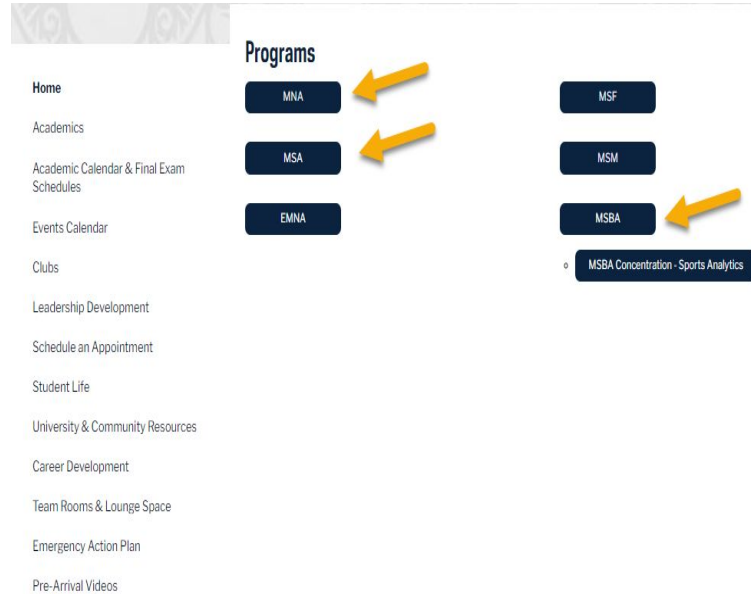 Home
Academics
Academic Calendar & Final Exam
Schedules
Events Calendar
Clubs
Leadership Development
Schedule an Appointment
Student Life
University & Community Resources
Career Development
Team Rooms & Lounge Space
Emergency Action Plan
Pre-Arrival Videos
Programs
MNA
MSF
MSA
MSM
EMNA
MSBA
MSBA Concentration - Sports Analytics